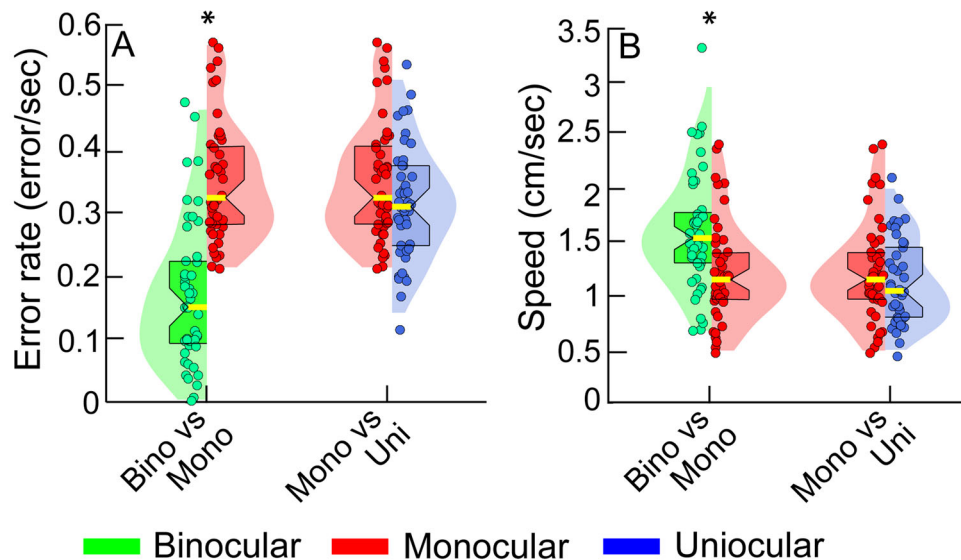 A
*
Error rate (error/sec)
0.6
0.5
0.4
0.3
0.2
0.1
0
Bino vs
Mono
Mono vs
Uni
B
*
Speed (cm/sec)
3.5
3
2.5
2
1.5
1
0.5
0
Bino vs
Mono
Mono vs
Uni
Binocular
Monocular
Uniocular